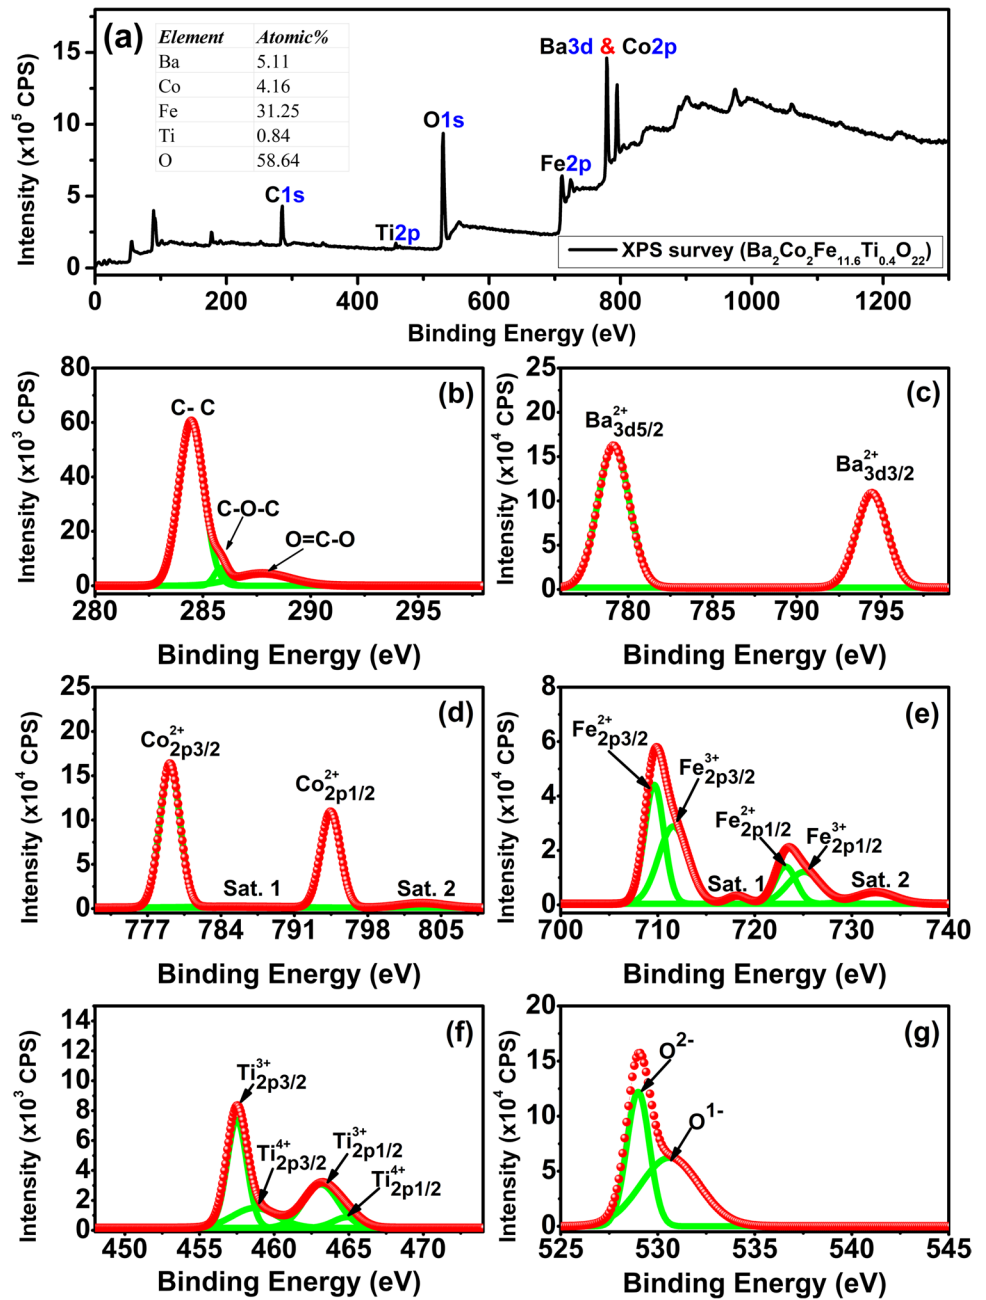 (a)
Element Atomic%
Ba 5.11
Co 4.16
Fe 31.25
Ti 0.84
O 58.64
Ba3d & Co2p
O1s
Fe2p
C1s
Ti2p
XPS survey (Ba2Co2Fe11.6Ti0.4O22)
Intensity (x10^5 CPS)
15
10
5
0
0 200 400 600 800 1000 1200
Binding Energy (eV)
(b)
C- C
C-O-C
O=C-O
Intensity (x10^3 CPS)
80
60
40
20
0
280 285 290 295
Binding Energy (eV)
(c)
Ba2+ 3d5/2
Ba2+ 3d3/2
Intensity (x10^4 CPS)
25
20
15
10
5
0
780 785 790 795
Binding Energy (eV)
(d)
Co2+ 2p3/2
Co2+ 2p1/2
Sat. 1
Sat. 2
Intensity (x10^4 CPS)
25
20
15
10
5
0
777 784 791 798 805
Binding Energy (eV)
(e)
Fe2+ 2p3/2
Fe3+ 2p3/2
Fe2+ 2p1/2
Fe3+ 2p1/2
Sat. 1
Sat. 2
Intensity (x10^4 CPS)
8
6
4
2
0
700 710 720 730 740
Binding Energy (eV)
(f)
Ti3+ 2p3/2
Ti4+ 2p3/2
Ti3+ 2p1/2
Ti4+ 2p1/2
Intensity (x10^3 CPS)
14
12
10
8
6
4
2
0
450 455 460 465 470
Binding Energy (eV)
(g)
O2-
O1-
Intensity (x10^4 CPS)
20
15
10
5
0
525 530 535 540 545
Binding Energy (eV)